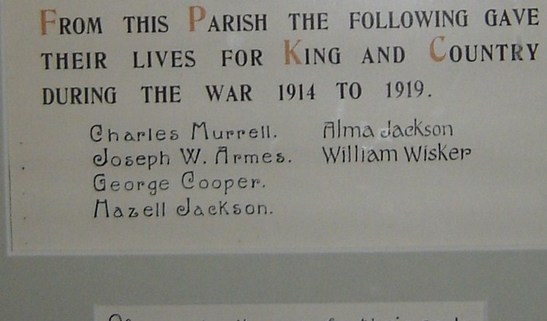 From this Parish the following gave
their lives for King and Country
during the war 1914 to 1919.
Charles Murrell. Alma Jackson
Joseph W. Armes. William Wisker
George Cooper.
Hazell Jackson.